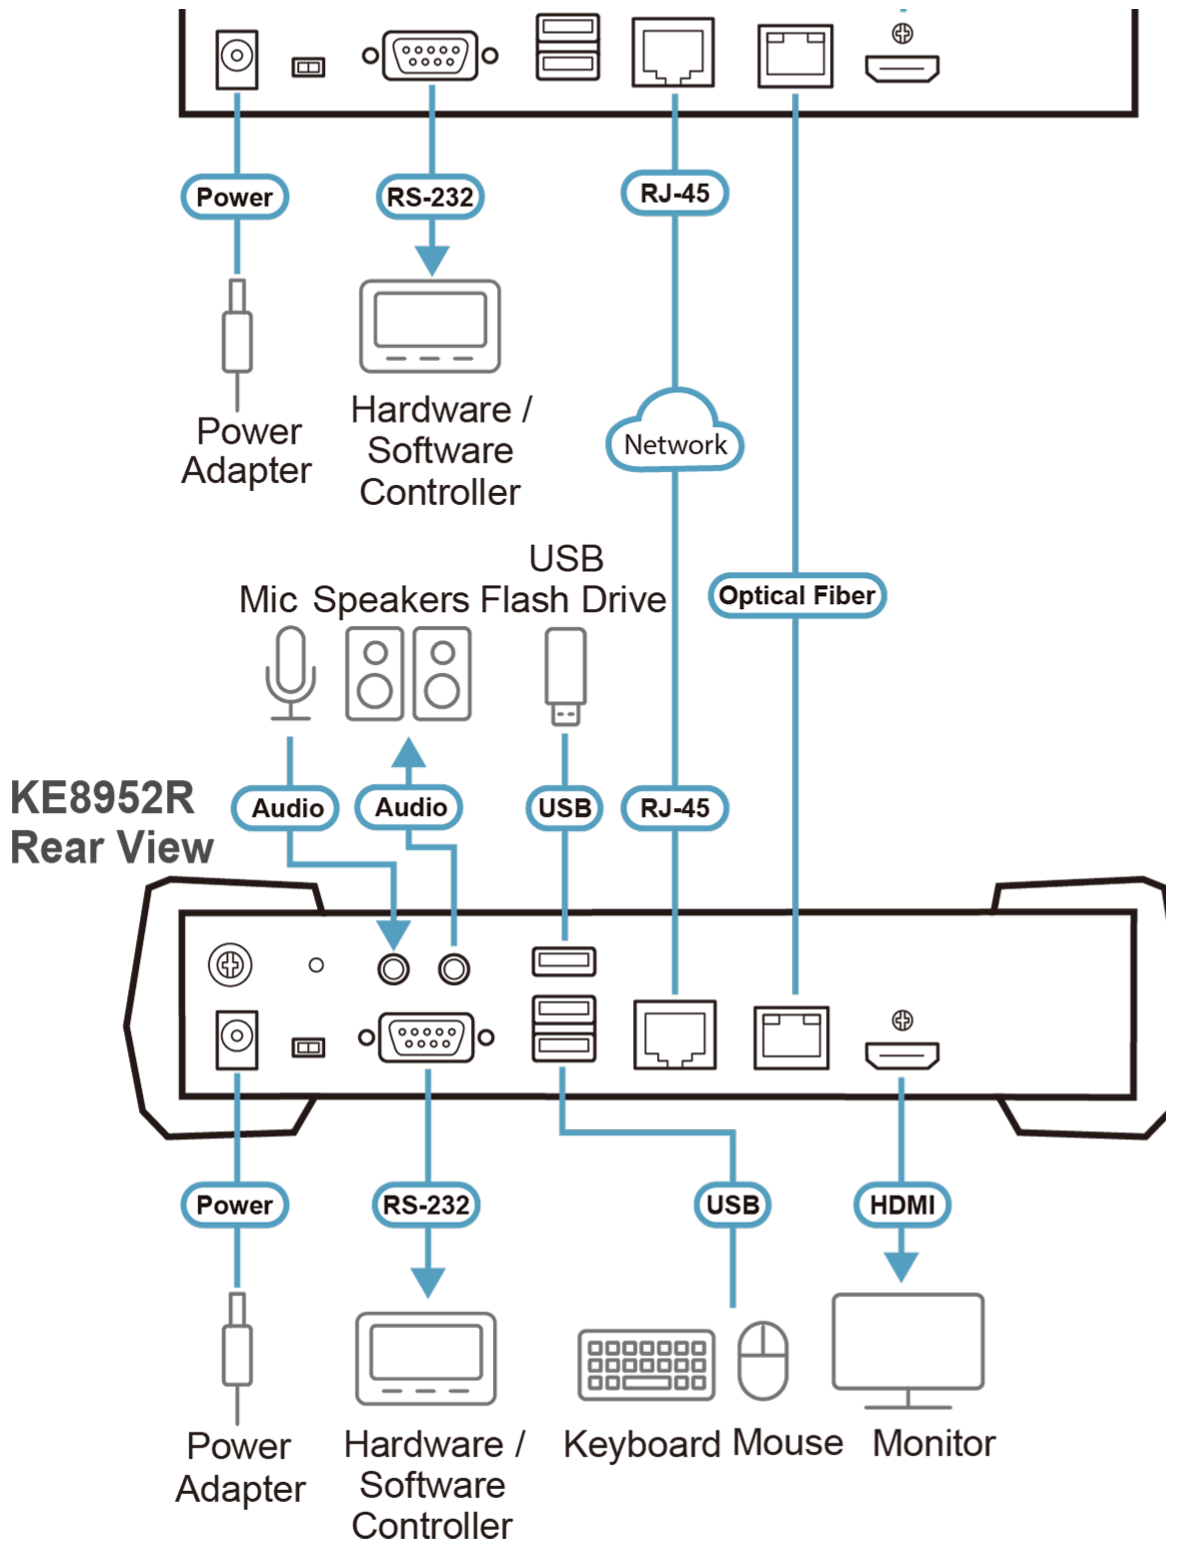 Power
RS-232
RJ-45
Power
Adapter
Hardware /
Software
Controller
Network
USB
Mic Speakers Flash Drive
Optical Fiber
KE8952R
Rear View
Audio
Audio
USB
RJ-45
Power
RS-232
USB
HDMI
Power
Adapter
Hardware /
Software
Controller
Keyboard Mouse Monitor